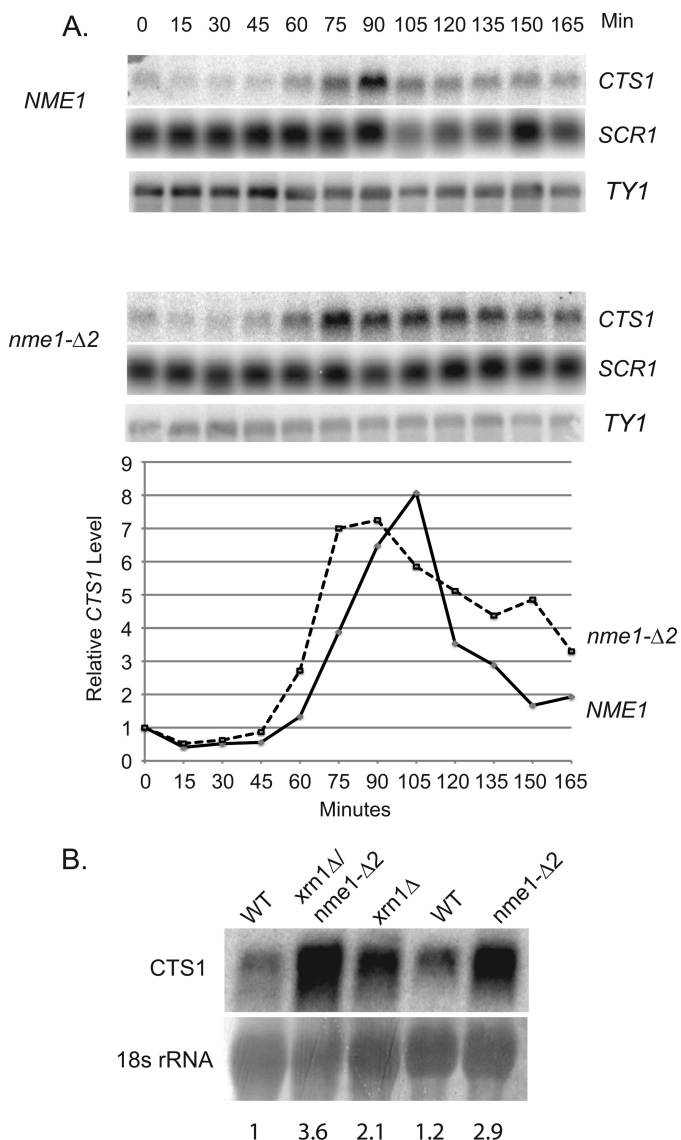 A.
0 15 30 45 60 75 90 105 120 135 150 165 Min
NME1
CTS1
SCR1
TY1
nme1-Δ2
CTS1
SCR1
TY1
Relative CTS1 Level
9
8
7
6
5
4
3
2
1
0
nme1-Δ2
NME1
0 15 30 45 60 75 90 105 120 135 150 165
Minutes
B.
WT
xrn1Δ/
nme1-Δ2
xrn1Δ
WT
nme1-Δ2
CTS1
18s rRNA
1 3.6 2.1 1.2 2.9